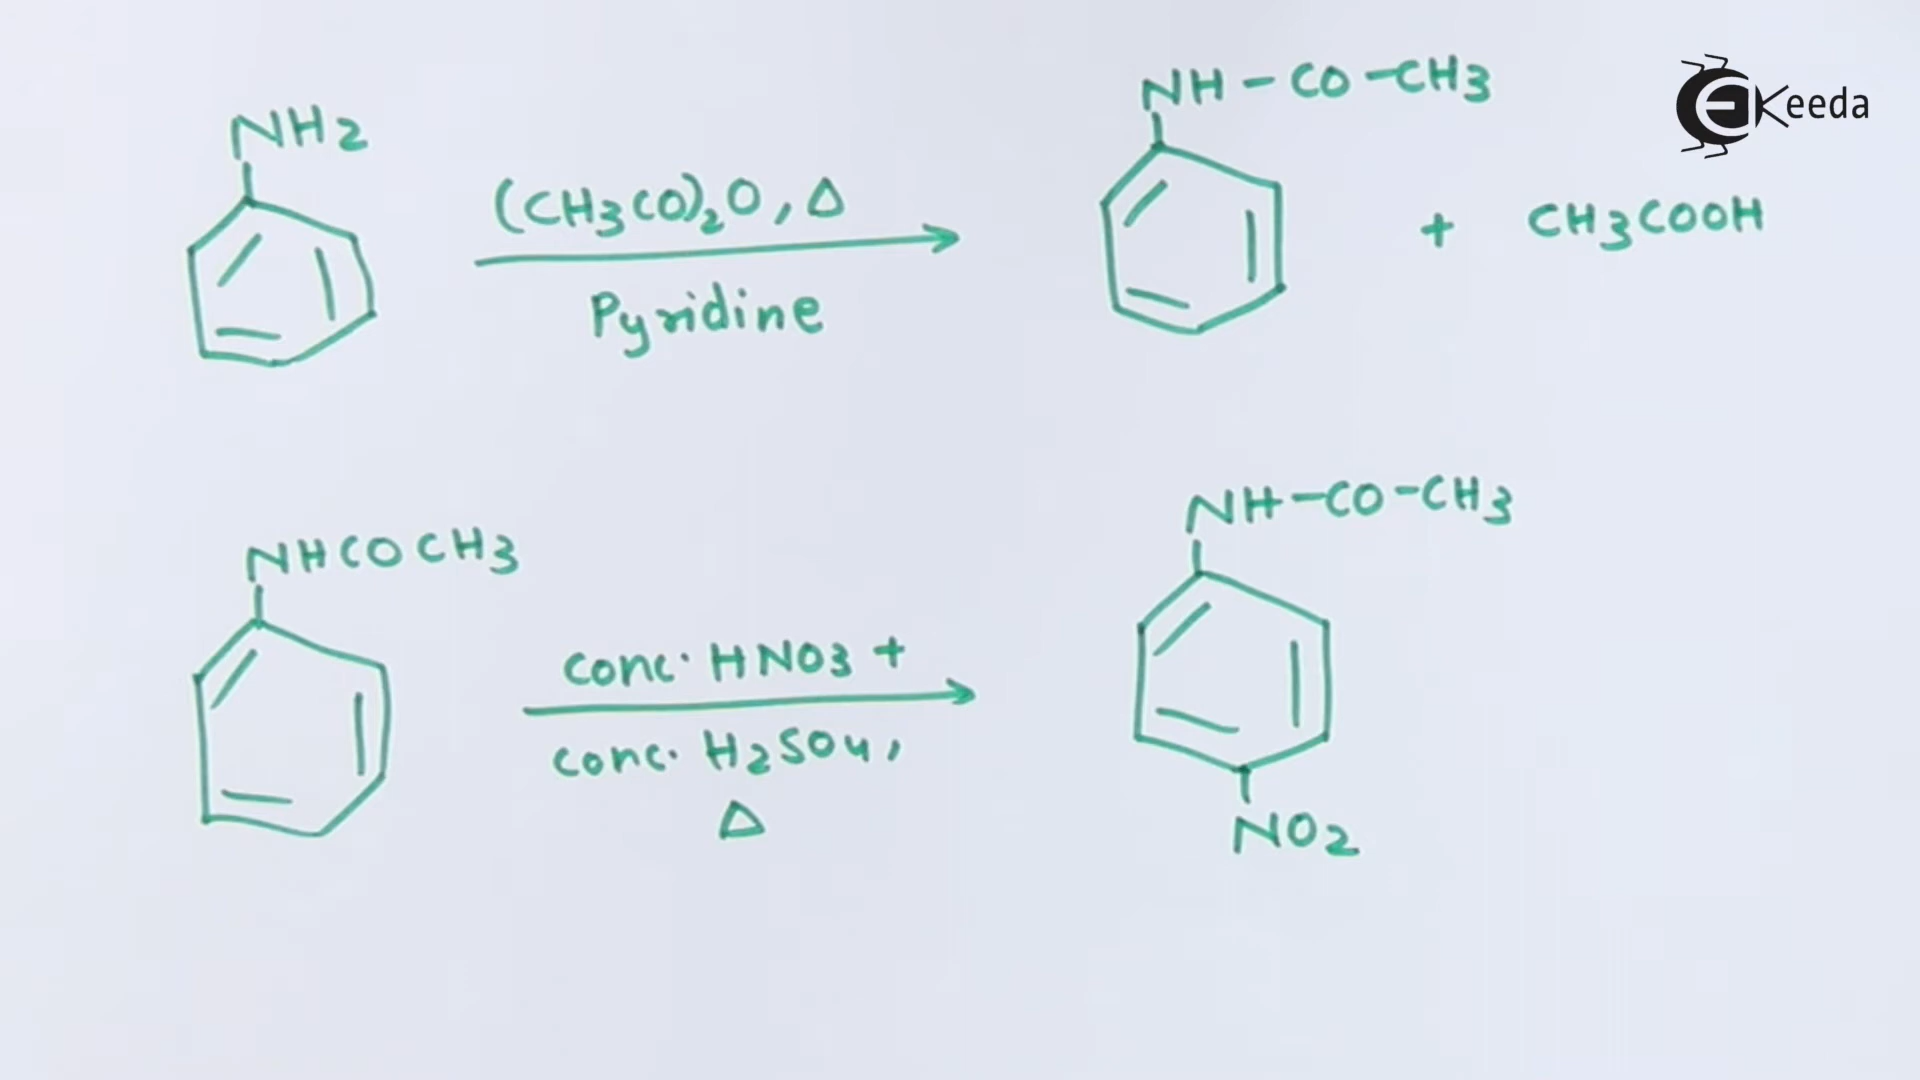 NH2
(CH3CO)2O, Δ
Pyridine
NH-CO-CH3
+ CH3COOH
Keeda
NHCOCH3
conc. HNO3 +
conc. H2SO4,
Δ
NH-CO-CH3
NO2